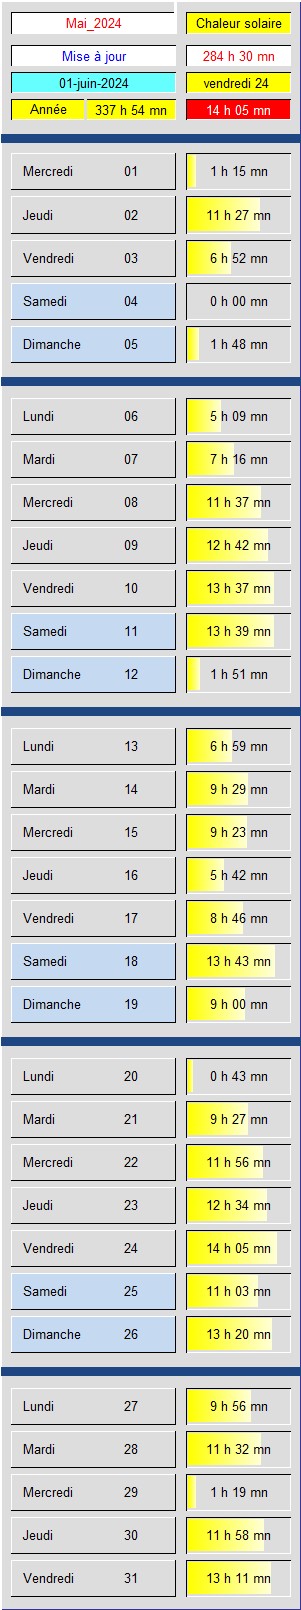 Mai_2024 Chaleur solaire
Mise à jour 284 h 30 mn
01-juin-2024 vendredi 24
Année 337 h 54 mn 14 h 05 mn
Mercredi 01 1 h 15 mn
Jeudi 02 11 h 27 mn
Vendredi 03 6 h 52 mn
Samedi 04 0 h 00 mn
Dimanche 05 1 h 48 mn
Lundi 06 5 h 09 mn
Mardi 07 7 h 16 mn
Mercredi 08 11 h 37 mn
Jeudi 09 12 h 42 mn
Vendredi 10 13 h 37 mn
Samedi 11 13 h 39 mn
Dimanche 12 1 h 51 mn
Lundi 13 6 h 59 mn
Mardi 14 9 h 29 mn
Mercredi 15 9 h 23 mn
Jeudi 16 5 h 42 mn
Vendredi 17 8 h 46 mn
Samedi 18 13 h 43 mn
Dimanche 19 9 h 00 mn
Lundi 20 0 h 43 mn
Mardi 21 9 h 27 mn
Mercredi 22 11 h 56 mn
Jeudi 23 12 h 34 mn
Vendredi 24 14 h 05 mn
Samedi 25 11 h 03 mn
Dimanche 26 13 h 20 mn
Lundi 27 9 h 56 mn
Mardi 28 11 h 32 mn
Mercredi 29 1 h 19 mn
Jeudi 30 11 h 58 mn
Vendredi 31 13 h 11 mn